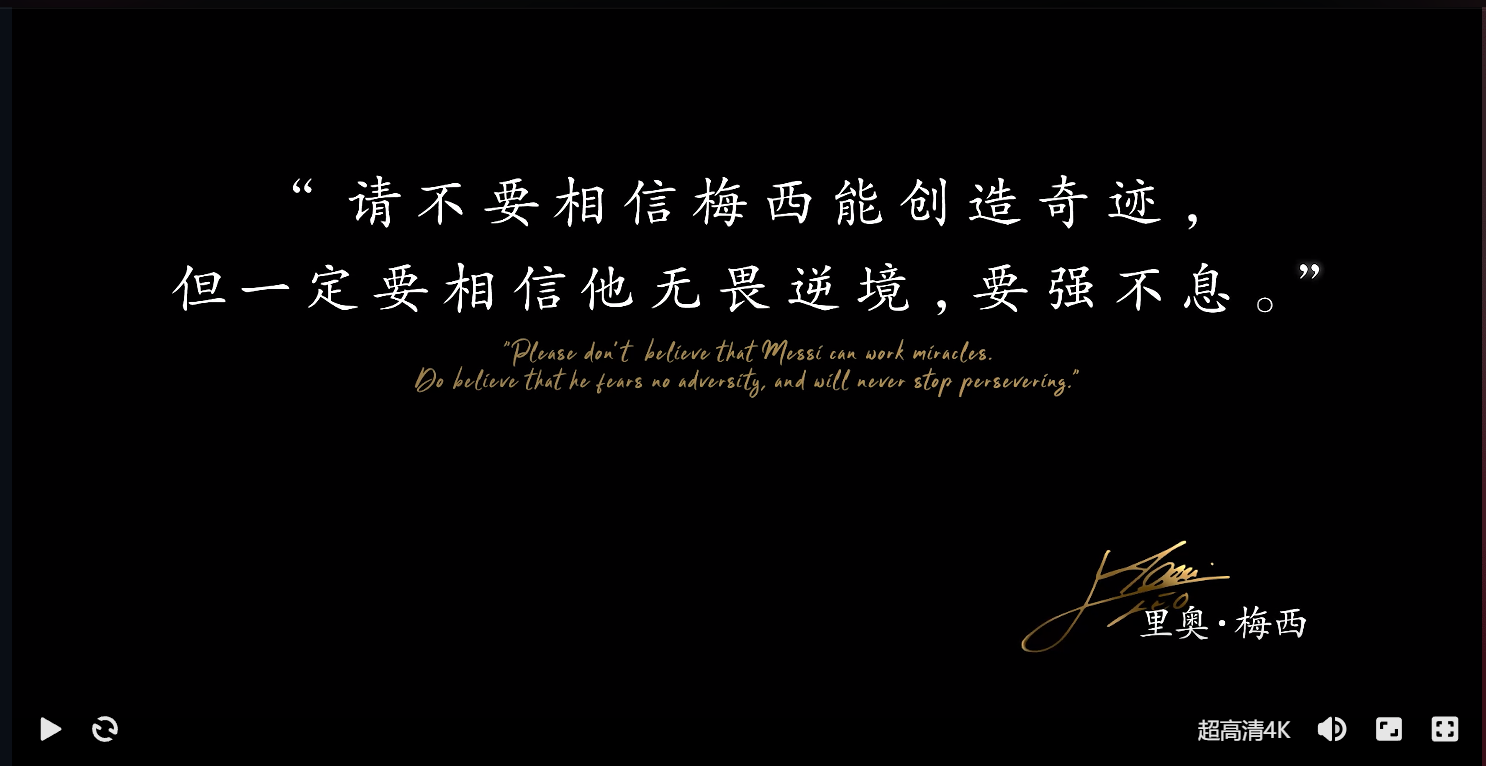 “请不要相信梅西能创造奇迹，
但一定要相信他无畏逆境，要强不息。”
"Please don't believe that Messi can work miracles.
Do believe that he fears no adversity, and will never stop persevering."
LEO
里奥·梅西
超高清4K